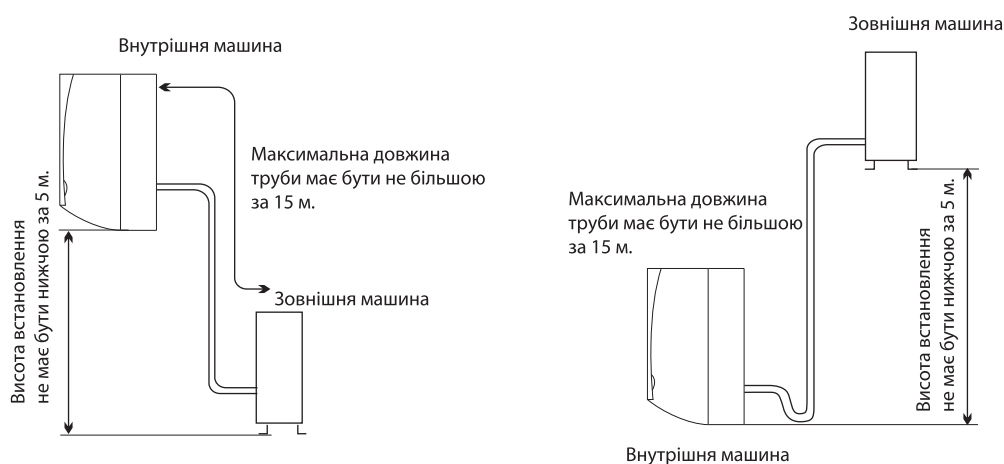 Внутрішня машина
Максимальна довжина
труби має бути не більшою
за 15 м.
Зовнішня машина
Висота встановлення
не має бути нижчою за 5 м.
Зовнішня машина
Максимальна довжина
труби має бути не більшою
за 15 м.
Висота встановлення
не має бути нижчою за 5 м.
Внутрішня машина